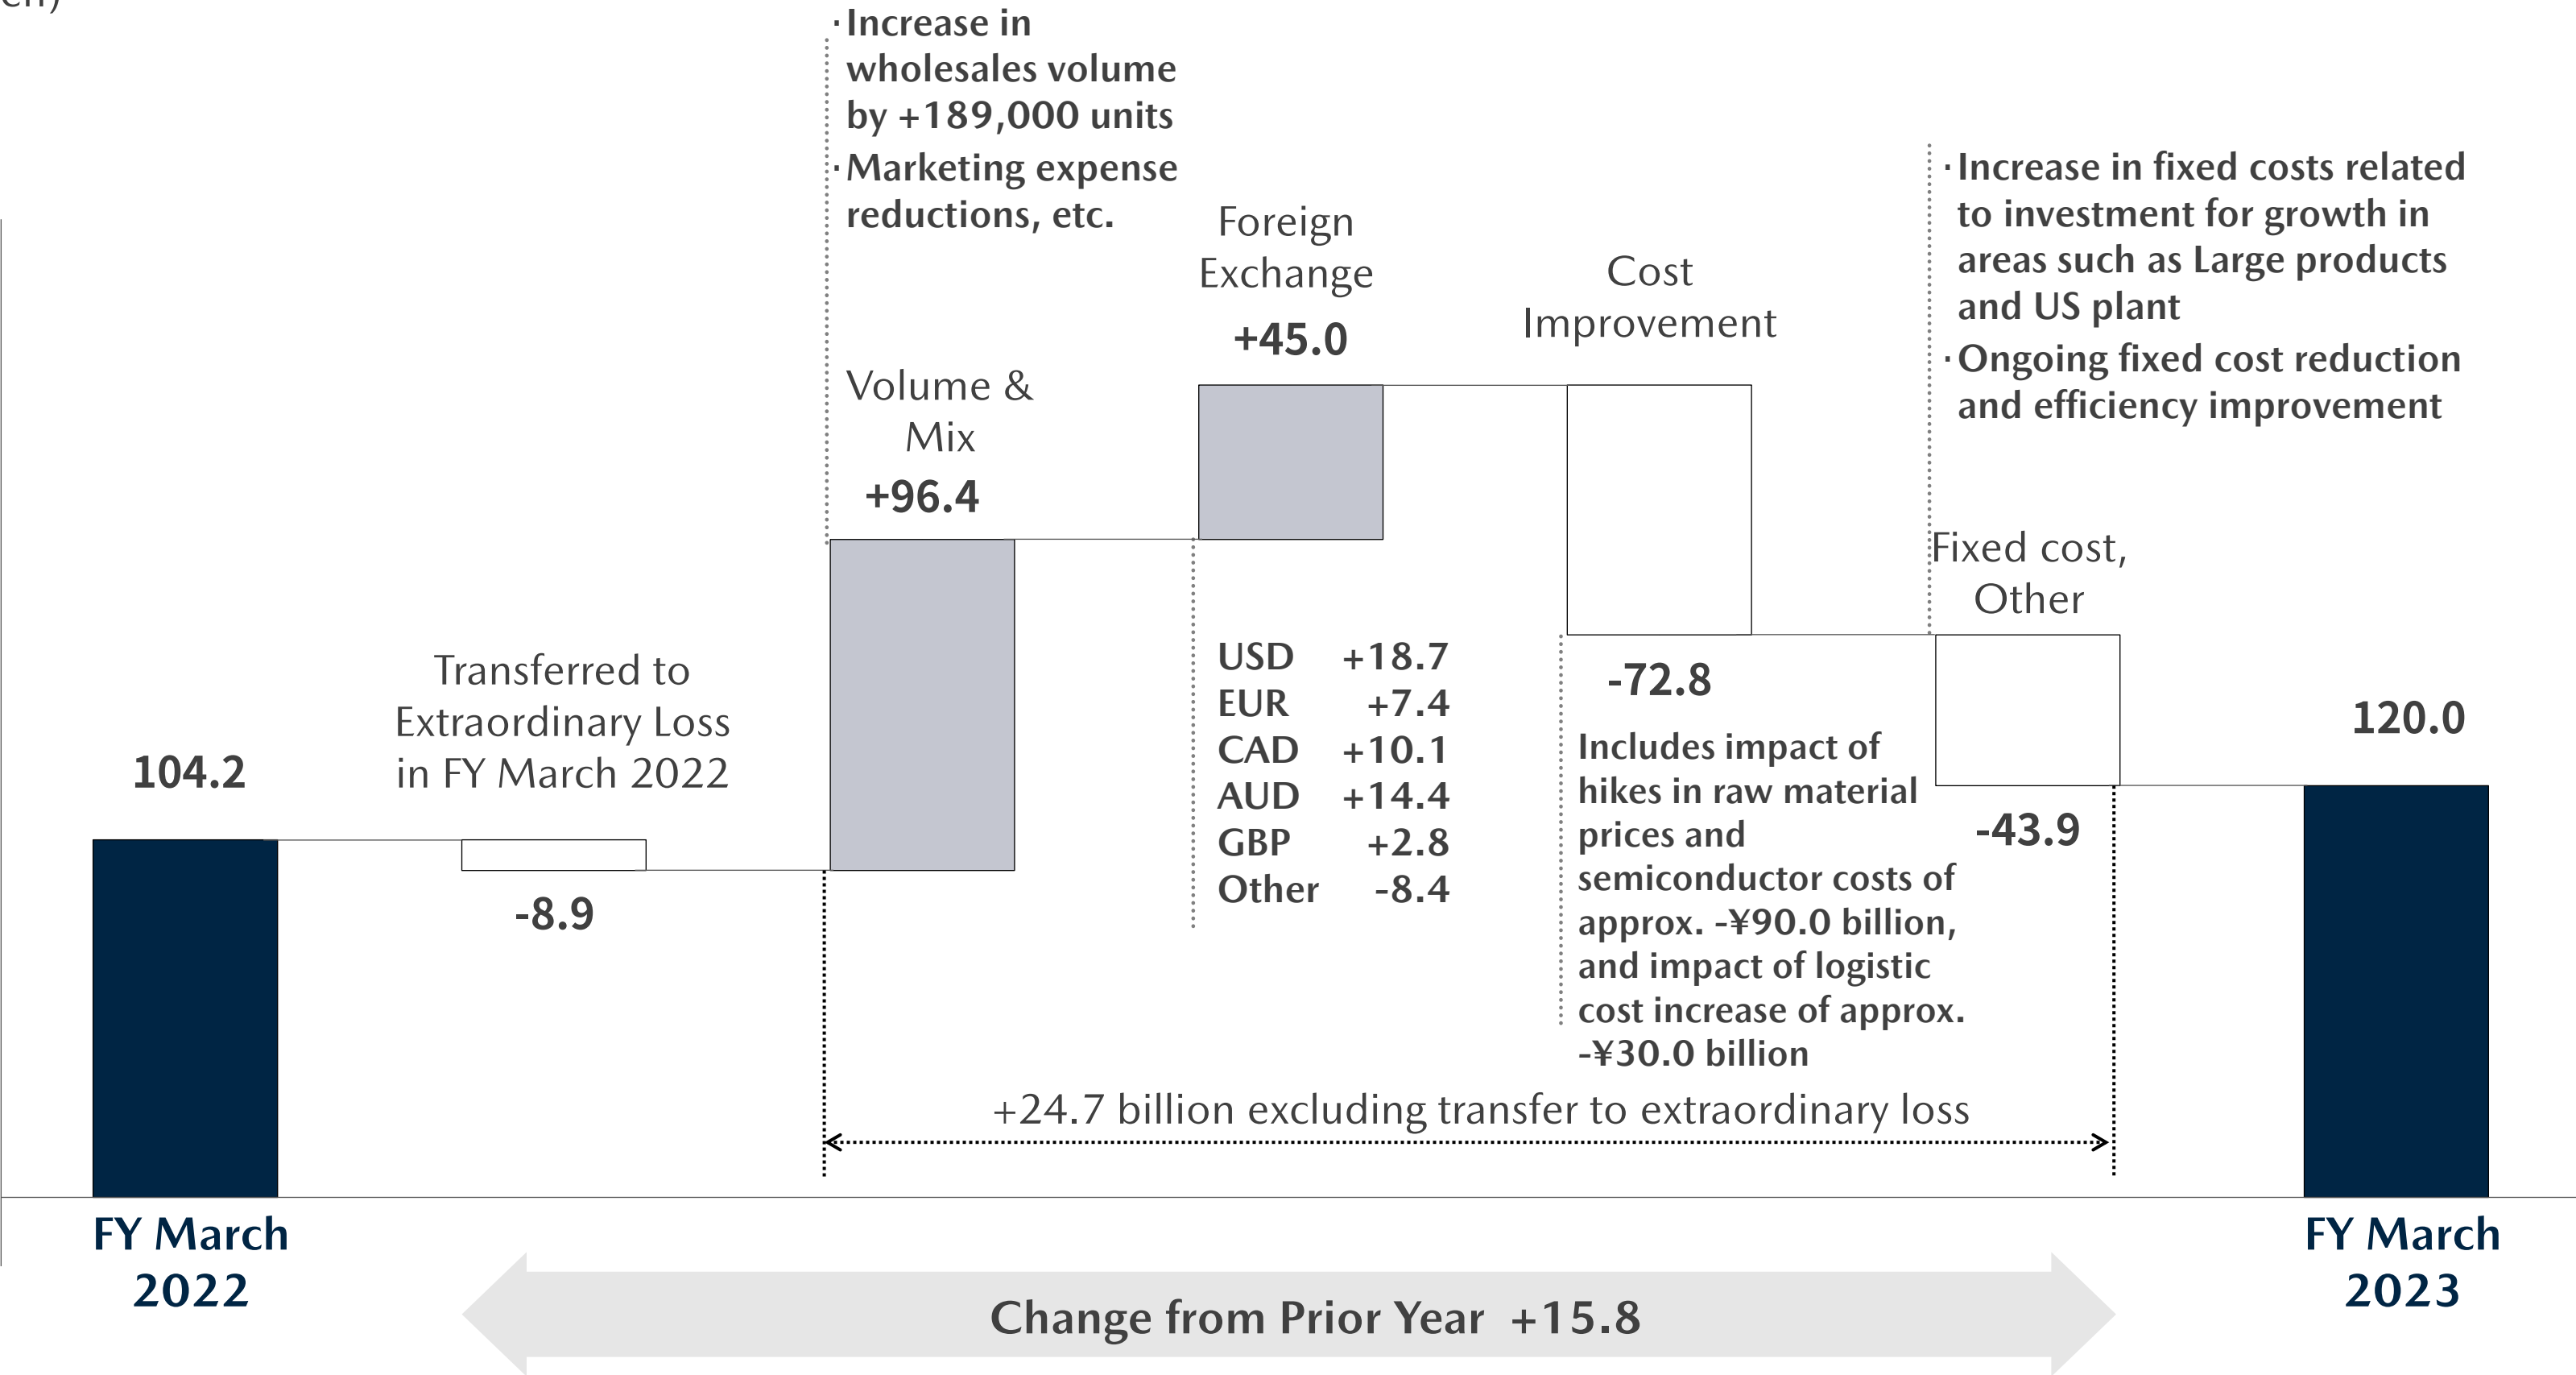 en)
· Increase in
wholesales volume
by +189,000 units
· Marketing expense
reductions, etc.
Foreign
Exchange
+45.0
Cost
Improvement
· Increase in fixed costs related
to investment for growth in
areas such as Large products
and US plant
· Ongoing fixed cost reduction
and efficiency improvement
Volume &
Mix
+96.4
Fixed cost,
Other
Transferred to
Extraordinary Loss
in FY March 2022
104.2
-8.9
USD +18.7
EUR +7.4
CAD +10.1
AUD +14.4
GBP +2.8
Other -8.4
-72.8
Includes impact of
hikes in raw material
prices and
semiconductor costs of
approx. -¥90.0 billion,
and impact of logistic
cost increase of approx.
-¥30.0 billion
-43.9
120.0
+24.7 billion excluding transfer to extraordinary loss
FY March
2022
FY March
2023
Change from Prior Year +15.8